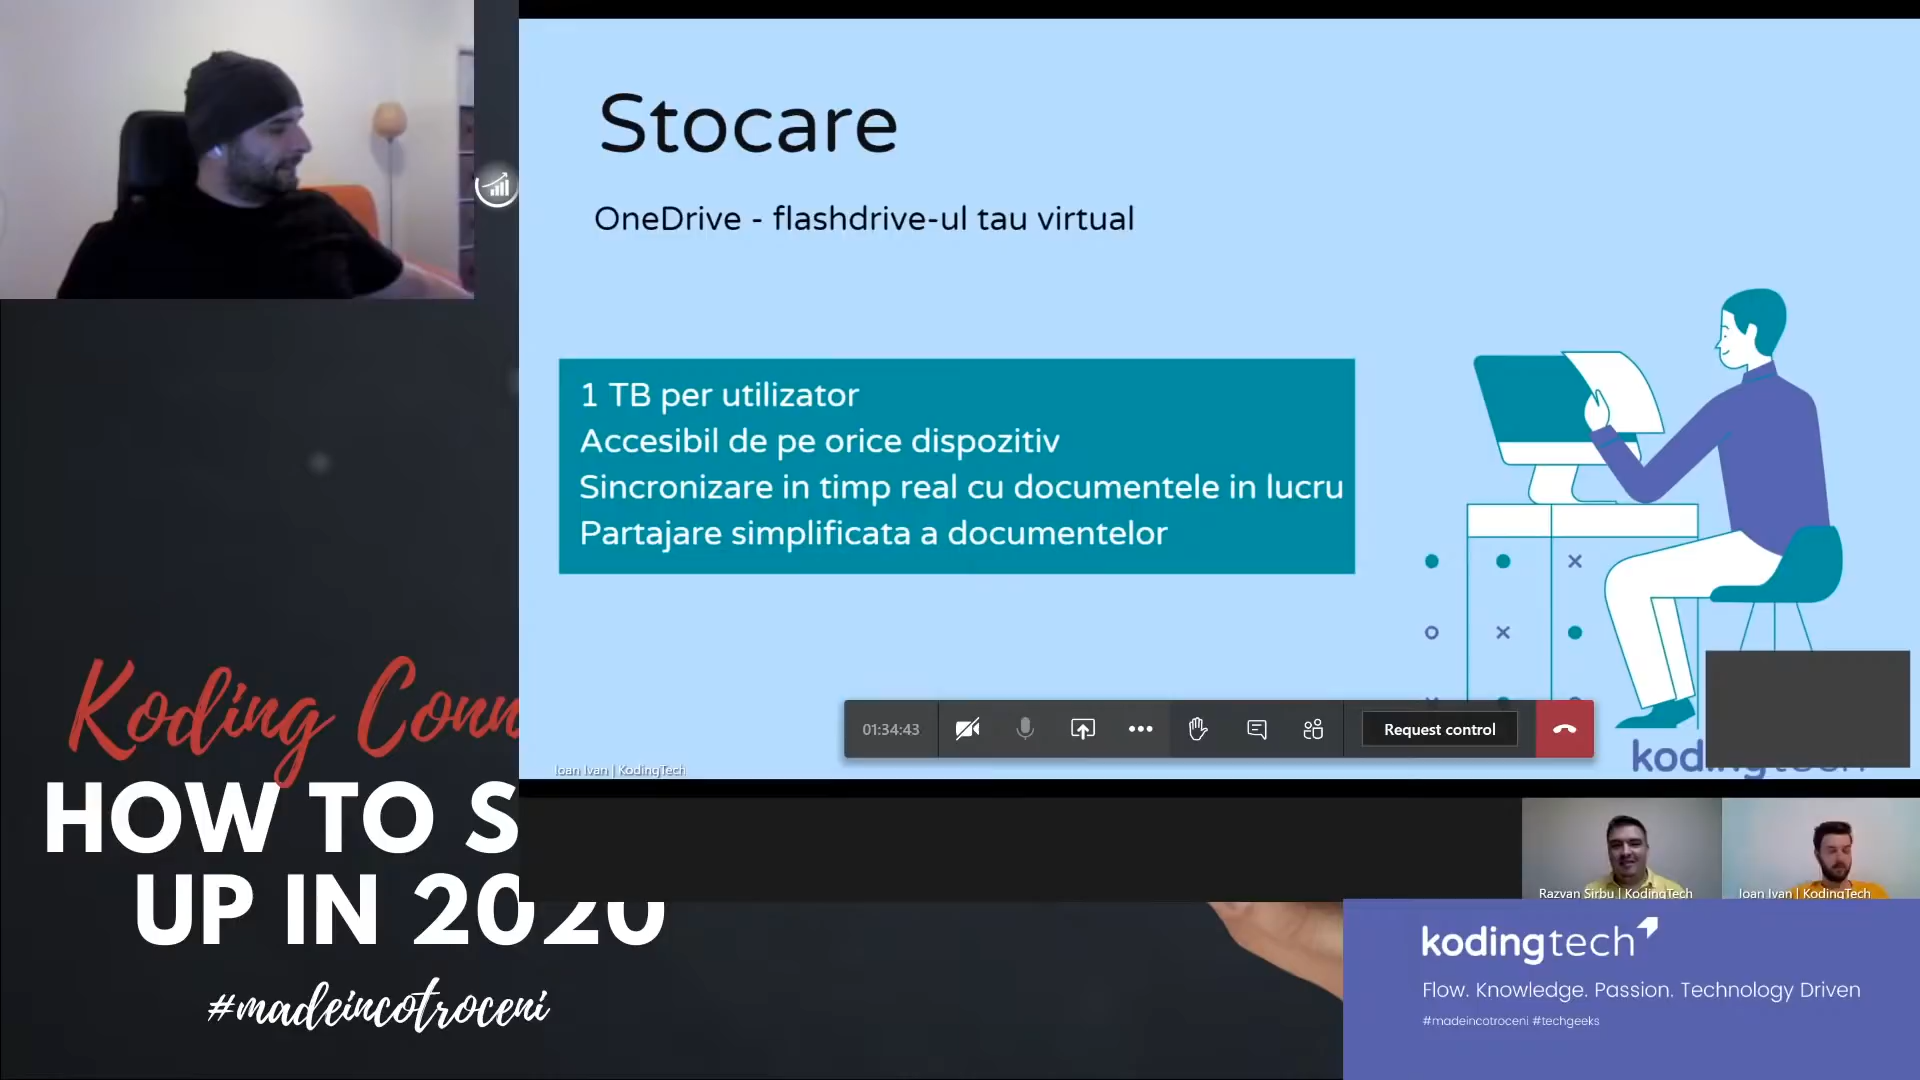 Stocare
OneDrive - flashdrive-ul tau virtual
1 TB per utilizator
Accesibil de pe orice dispozitiv
Sincronizare in timp real cu documentele in lucru
Partajare simplificata a documentelor
01:34:43
Request control
Ioan Ivan | KodingTech
Razvan Sirbu | KodingTech
Ioan Ivan | KodingTech
Koding Conn
HOW TO S
UP IN 2020
#madeincotroceni
kodingtech
Flow. Knowledge. Passion. Technology Driven
#madeincotroceni #techgeeks